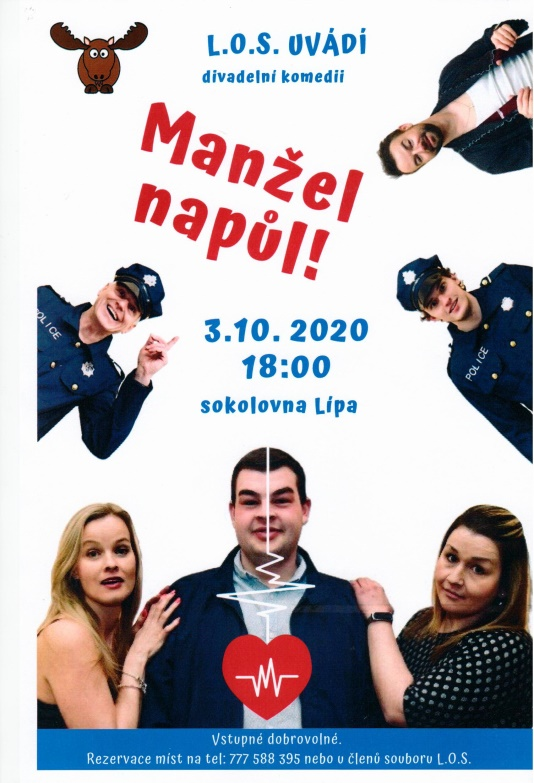 L.O.S. UVÁDÍ
divadelní komedii
Manžel
napůl!
POLICE
POLICE
3.10. 2020
18:00
sokolovna Lípa
Vstupné dobrovolné.
Rezervace míst na tel: 777 588 395 nebo u členů souboru L.O.S.